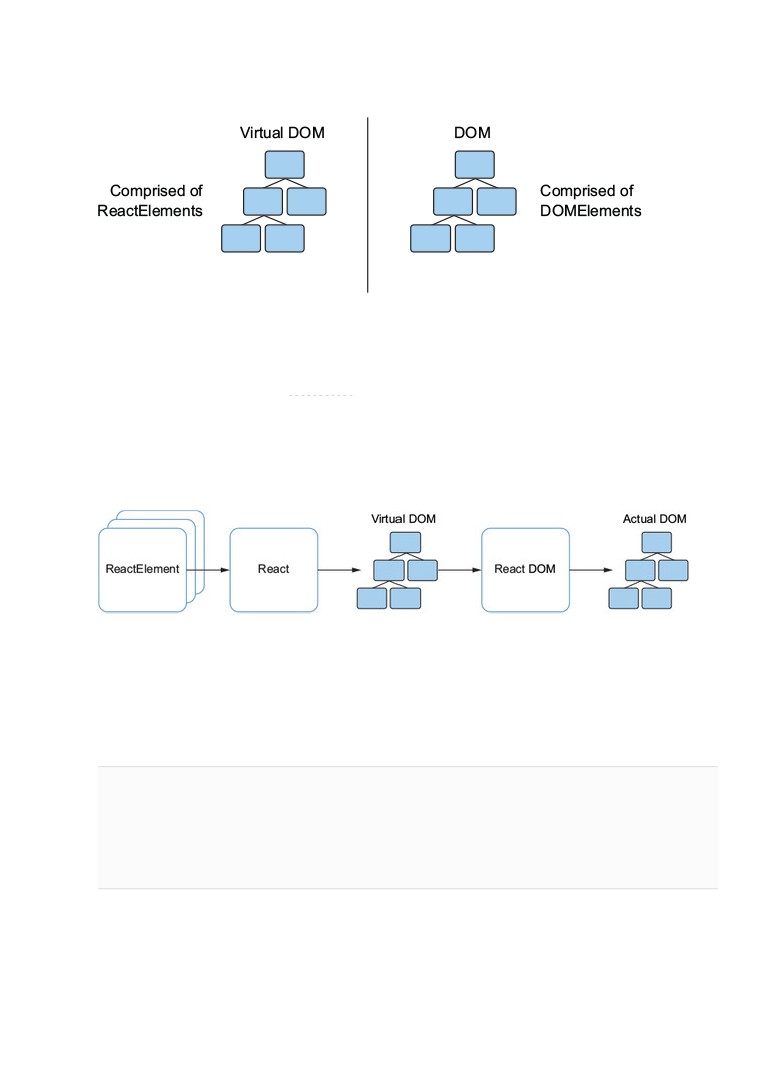 Virtual DOM
DOM
Comprised of
ReactElements
Comprised of
DOMElements
Virtual DOM
Actual DOM
ReactElement
React
React DOM